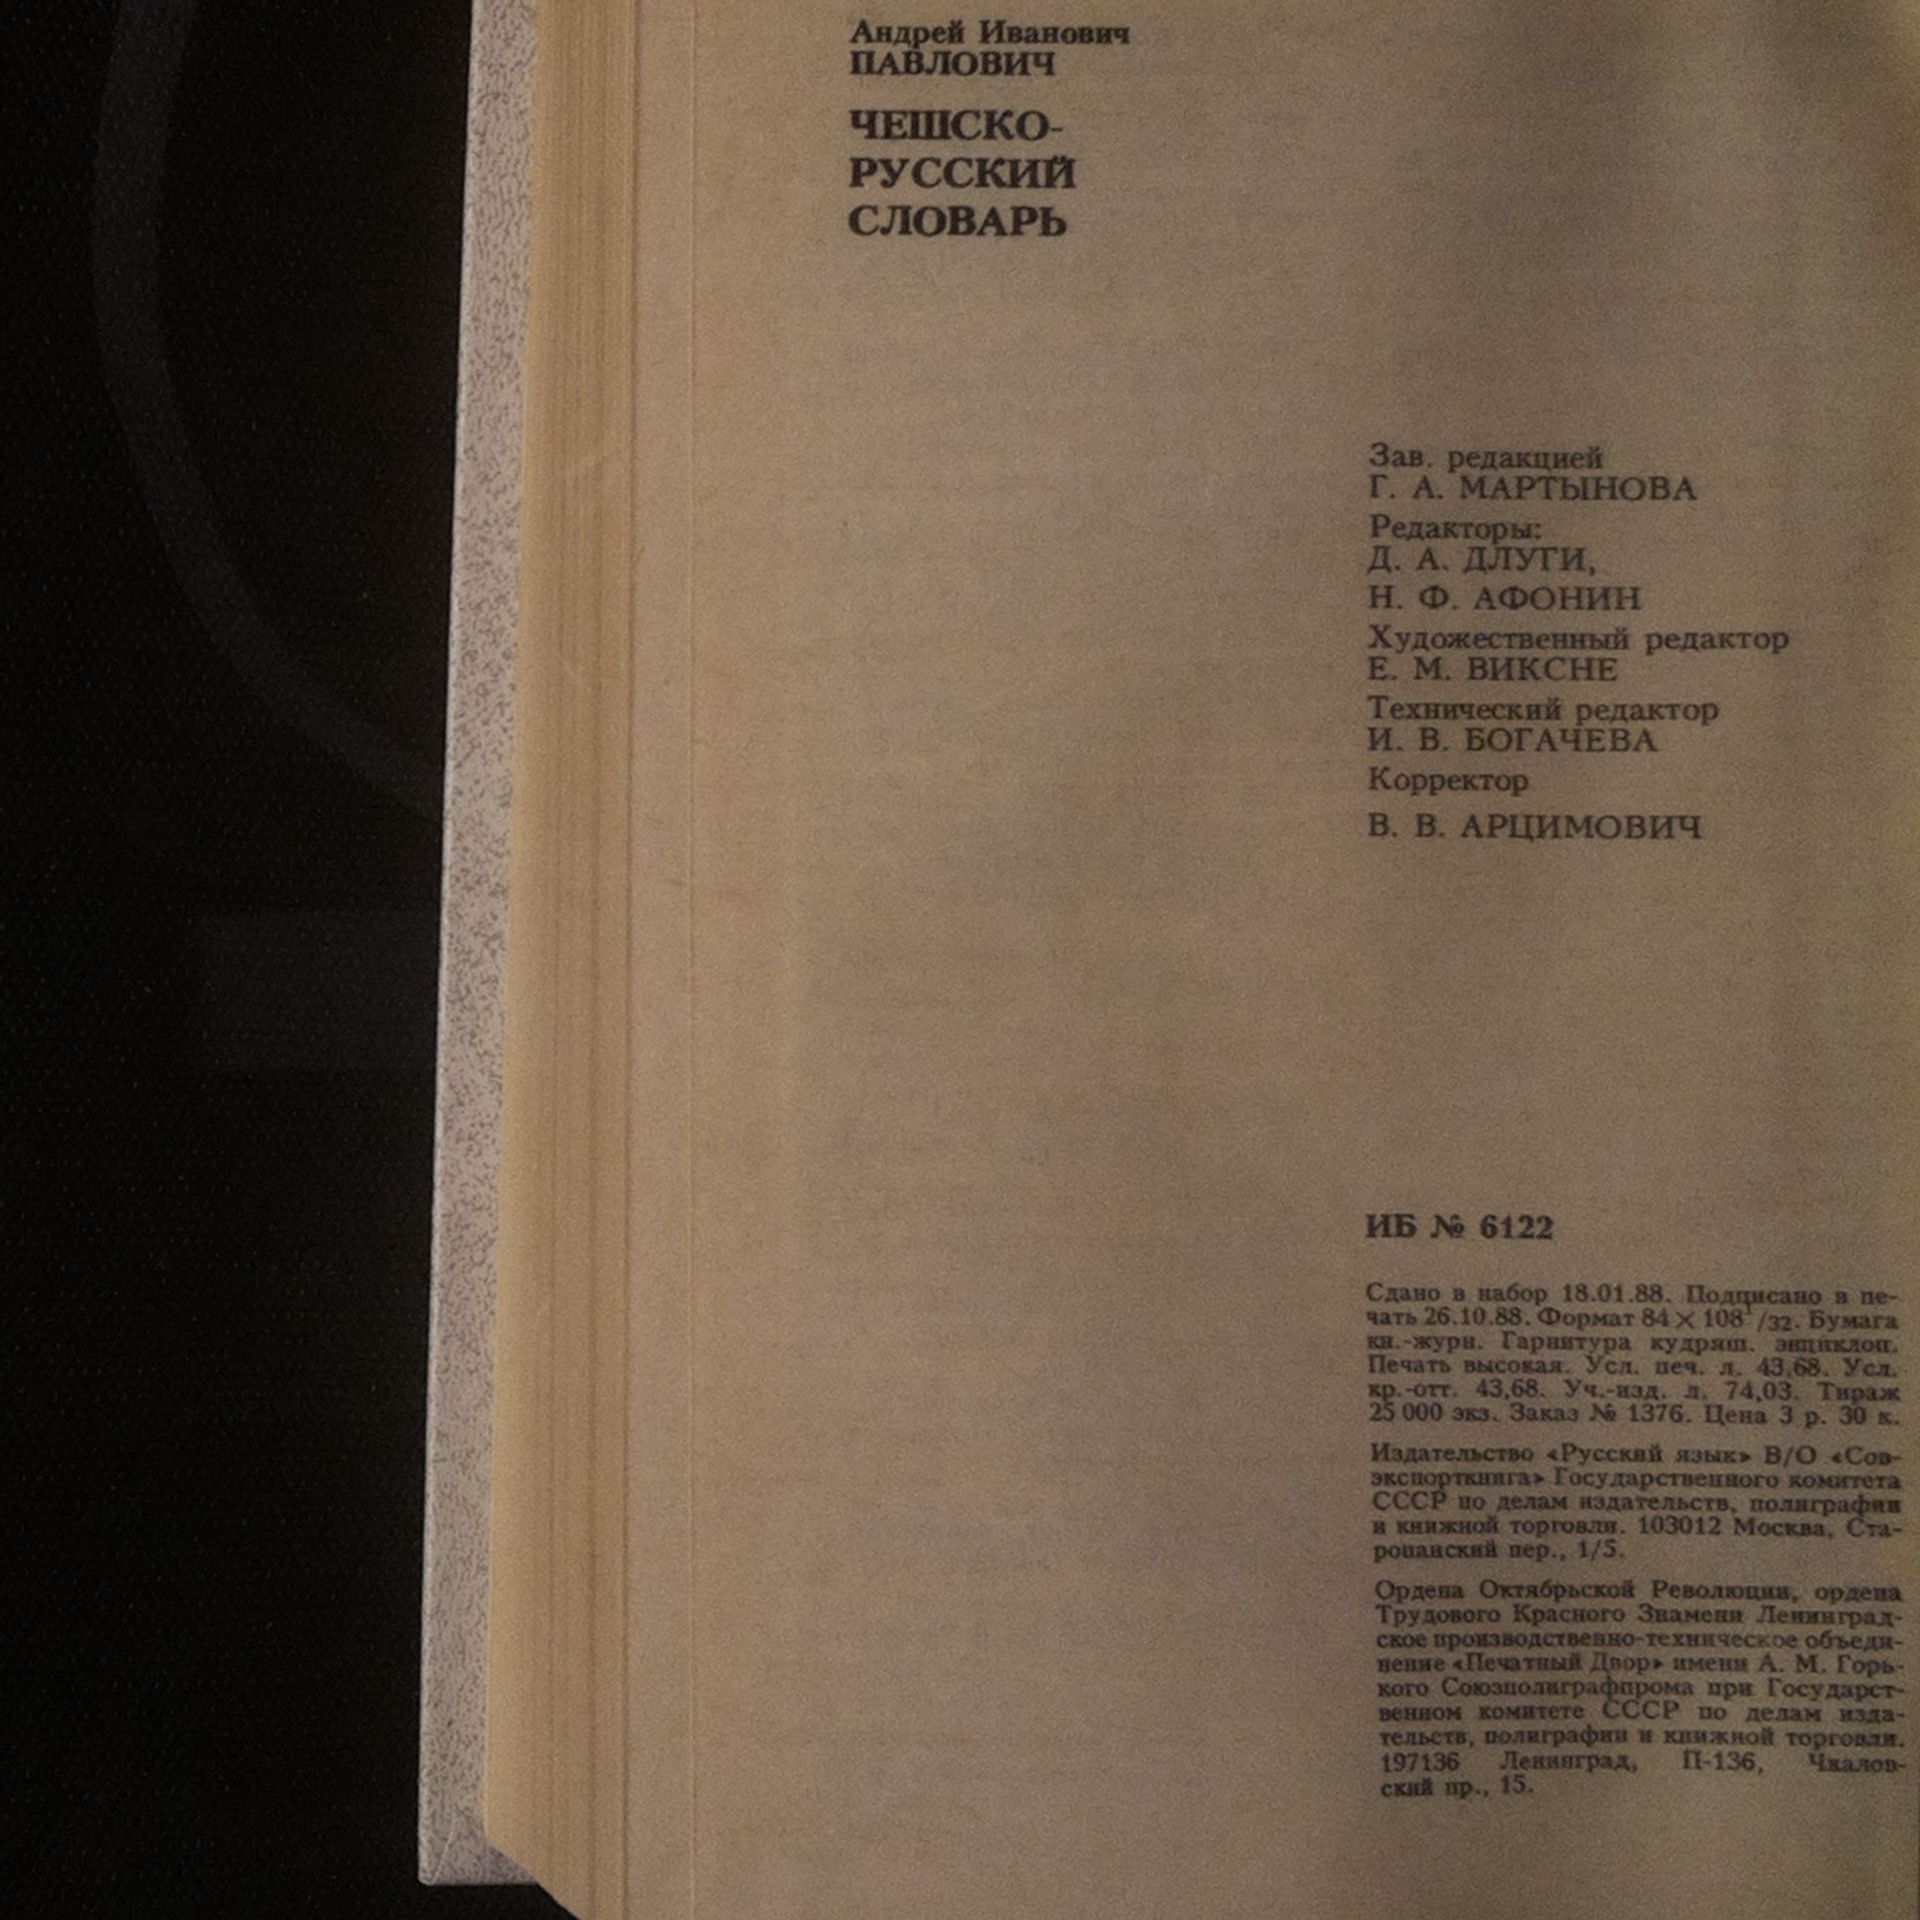 Андрей Иванович
ПАВЛОВИЧ
ЧЕШСКО-
РУССКИЙ
СЛОВАРЬ
Зав. редакцией
Г. А. МАРТЫНОВА
Редакторы:
Д. А. ДЛУГИ,
Н. Ф. АФОНИН
Художественный редактор
Е. М. ВИКСНЕ
Технический редактор
И. В. БОГАЧЕВА
Корректор
В. В. АРЦИМОВИЧ
ИБ № 6122
Сдано в набор 18.01.88. Подписано в пе-
чать 26.10.88. Формат 84 × 108¹/32. Бумага
кн.-журн. Гарнитура кудряш. энциклоп.
Печать высокая. Усл. печ. л. 43,68. Усл.
кр.-отт. 43,68. Уч.-изд. л. 74,03. Тираж
25 000 экз. Заказ № 1376. Цена 3 р. 30 к.
Издательство «Русский язык» В/О «Сов-
экспорткнига» Государственного комитета
СССР по делам издательств, полиграфии
и книжной торговли. 103012 Москва, Ста-
ропанский пер., 1/5.
Ордена Октябрьской Революции, ордена
Трудового Красного Знамени Ленинград-
ское производственно-техническое объеди-
нение «Печатный Двор» имени А. М. Горь-
кого Союзполиграфпрома при Государст-
венном комитете СССР по делам изда-
тельств, полиграфии и книжной торговли.
197136 Ленинград, П-136, Чкалов-
ский пр., 15.